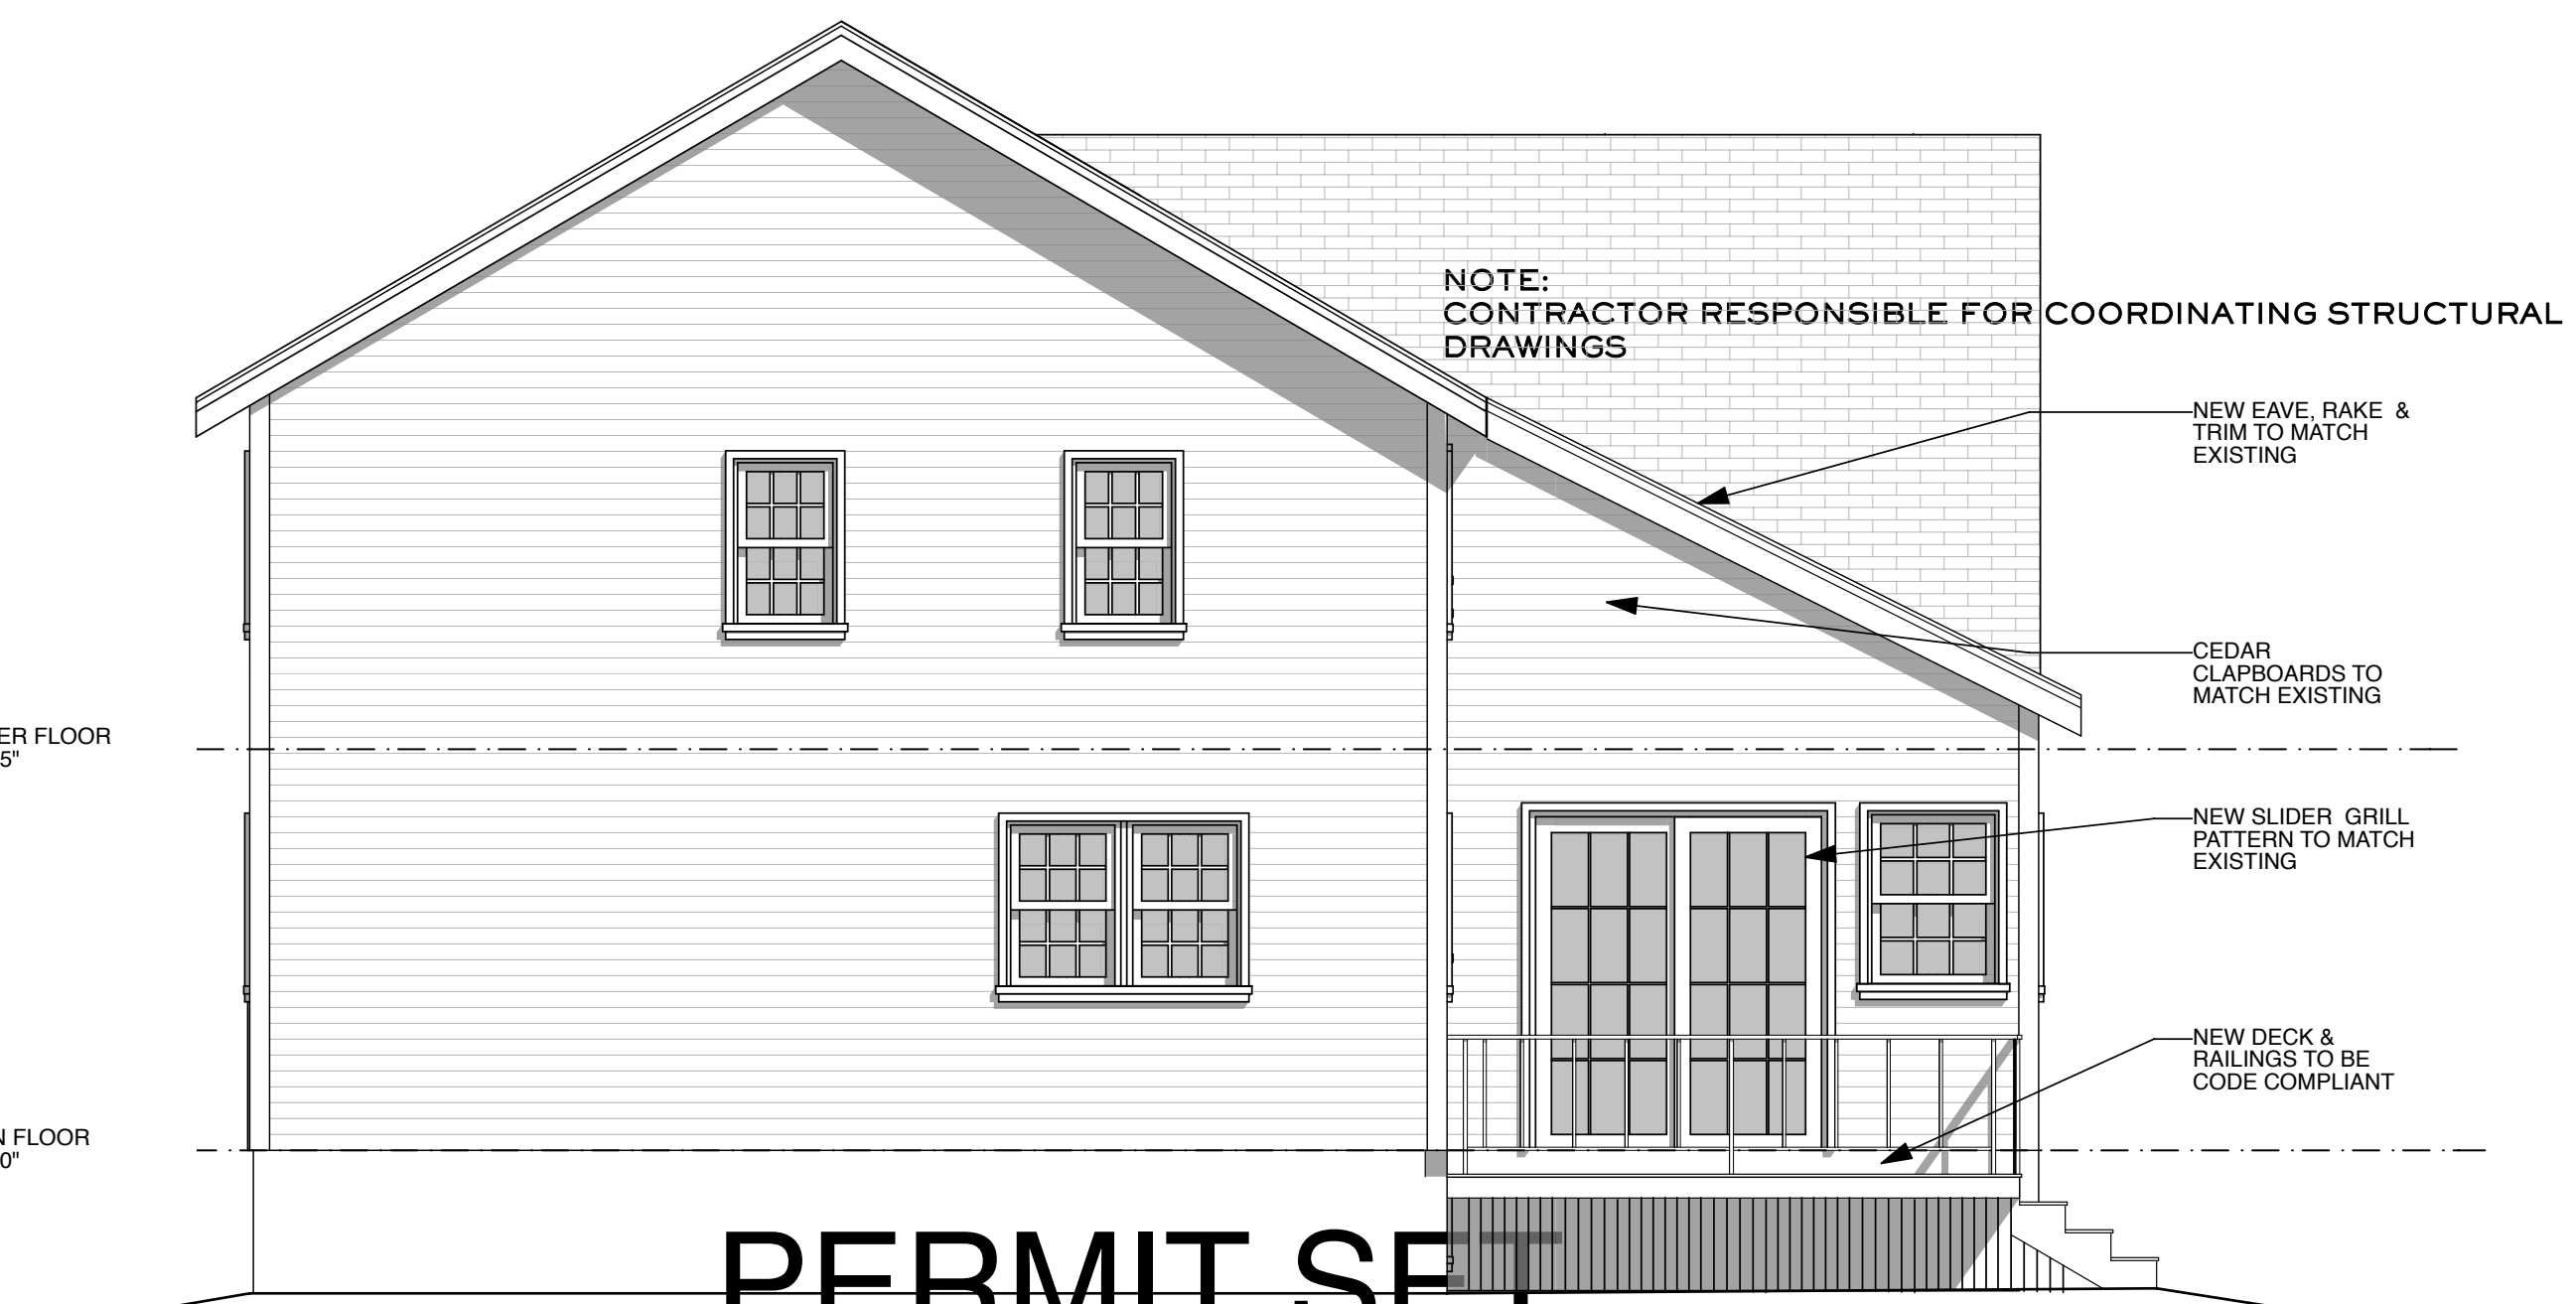 NOTE:
CONTRACTOR RESPONSIBLE FOR COORDINATING STRUCTURAL
DRAWINGS
NEW EAVE, RAKE & 
TRIM TO MATCH
EXISTING
CEDAR
CLAPBOARDS TO
MATCH EXISTING
ER FLOOR
5"
NEW SLIDER GRILL
PATTERN TO MATCH
EXISTING
NEW DECK &
RAILINGS TO BE
CODE COMPLIANT
N FLOOR
0"
PERMIT SET